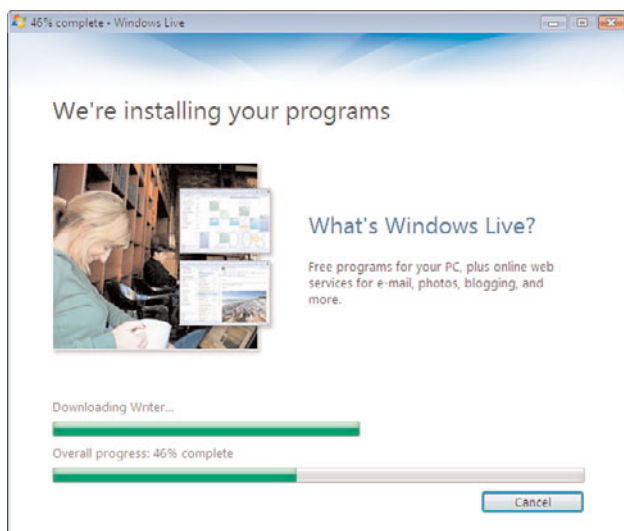 46% complete - Windows Live
We're installing your programs
What's Windows Live?
Free programs for your PC, plus online web
services for e-mail, photos, blogging, and
more.
Downloading Writer...
Overall progress: 46% complete
Cancel